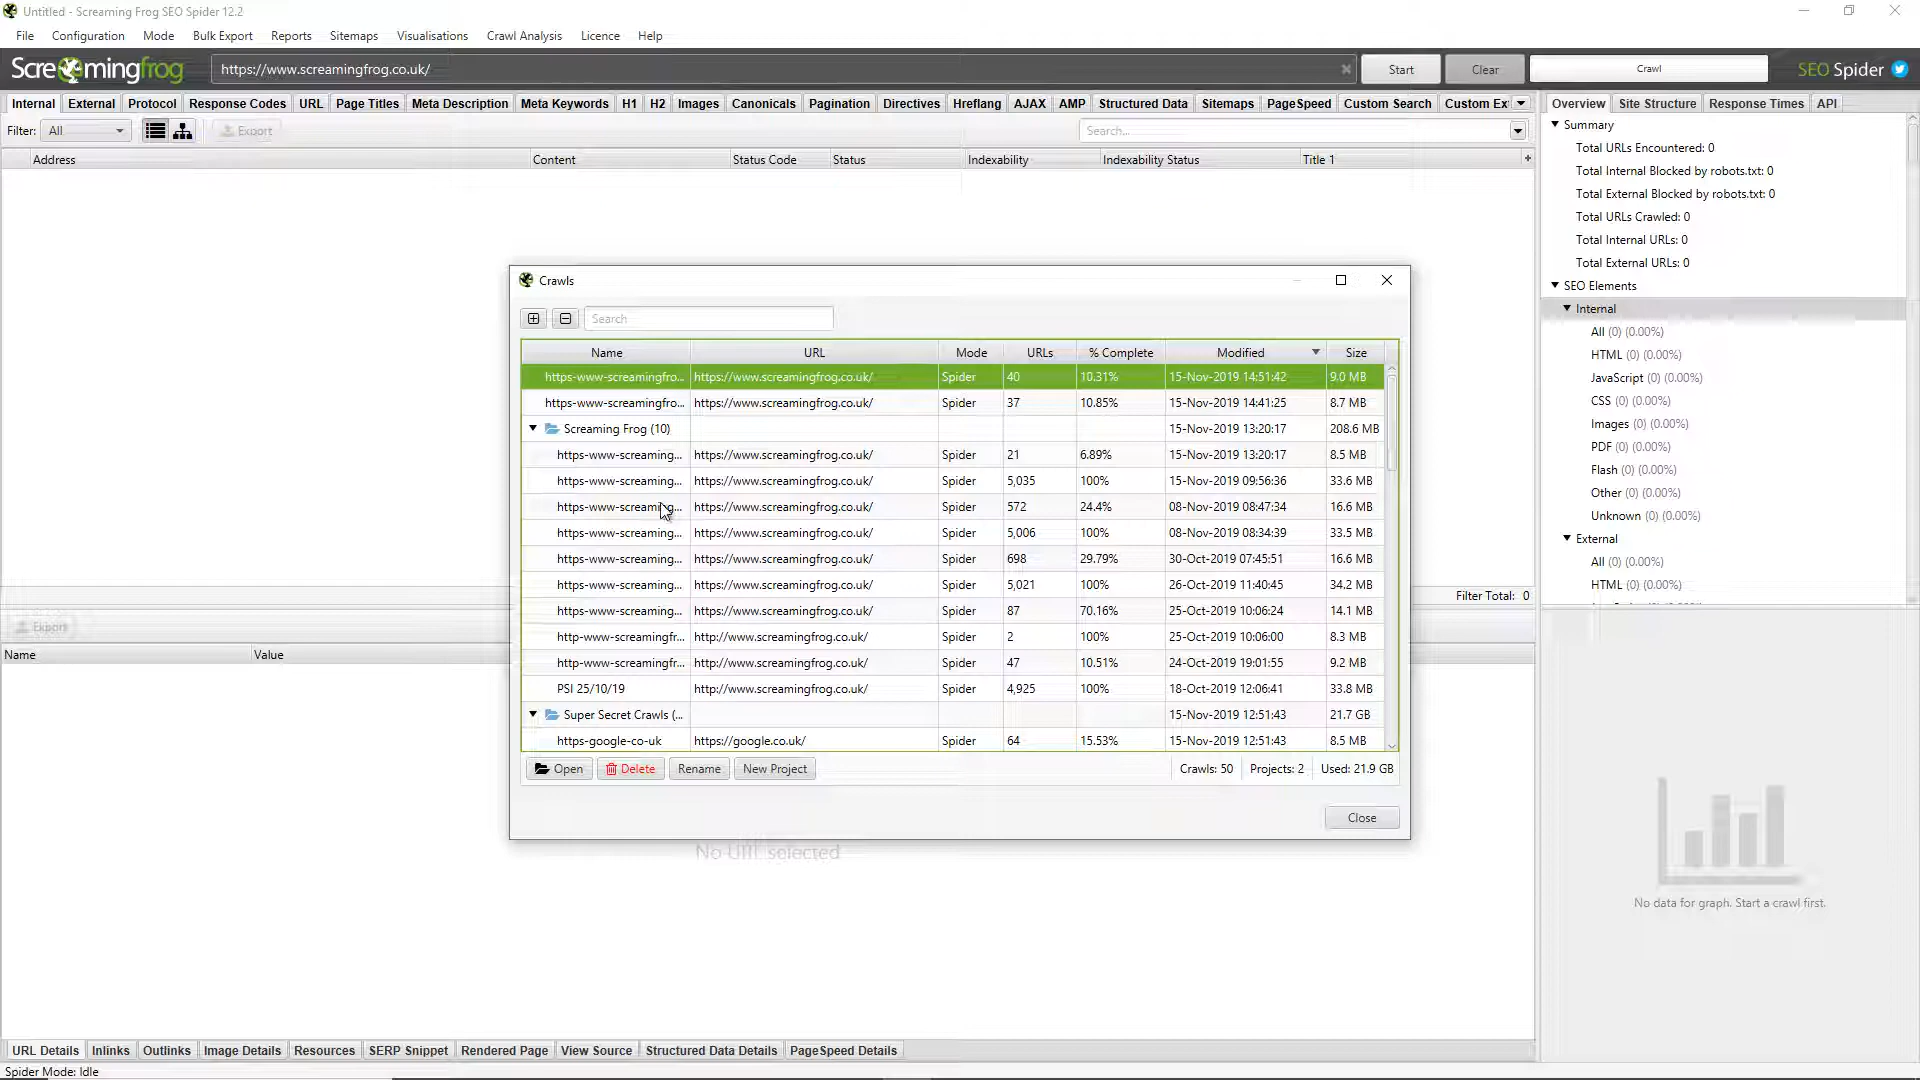 Untitled - Screaming Frog SEO Spider 12.2
File Configuration Mode Bulk Export Reports Sitemaps Visualisations Crawl Analysis Licence Help
Screamingfrog https://www.screamingfrog.co.uk/ Start Clear Crawl SEO Spider
Internal External Protocol Response Codes URL Page Titles Meta Description Meta Keywords H1 H2 Images Canonicals Pagination Directives Hreflang AJAX AMP Structured Data Sitemaps PageSpeed Custom Search Custom Ex
Overview Site Structure Response Times API
Filter: All Export Search...
Address Content Status Code Status Indexability Indexability Status Title 1
Summary
Total URLs Encountered: 0
Total Internal Blocked by robots.txt: 0
Total External Blocked by robots.txt: 0
Total URLs Crawled: 0
Total Internal URLs: 0
Total External URLs: 0
SEO Elements
Internal
All (0) (0.00%)
HTML (0) (0.00%)
JavaScript (0) (0.00%)
CSS (0) (0.00%)
Images (0) (0.00%)
PDF (0) (0.00%)
Flash (0) (0.00%)
Other (0) (0.00%)
Unknown (0) (0.00%)
External
All (0) (0.00%)
HTML (0) (0.00%)
Crawls
Search
Name URL Mode URLs % Complete Modified Size
https-www-screamingfro... https://www.screamingfrog.co.uk/ Spider 40 10.31% 15-Nov-2019 14:51:42 9.0 MB
https-www-screamingfro... https://www.screamingfrog.co.uk/ Spider 37 10.85% 15-Nov-2019 14:41:25 8.7 MB
Screaming Frog (10) 15-Nov-2019 13:20:17 208.6 MB
https-www-screaming... https://www.screamingfrog.co.uk/ Spider 21 6.89% 15-Nov-2019 13:20:17 8.5 MB
https-www-screaming... https://www.screamingfrog.co.uk/ Spider 5,035 100% 15-Nov-2019 09:56:36 33.6 MB
https-www-screaming... https://www.screamingfrog.co.uk/ Spider 572 24.4% 08-Nov-2019 08:47:34 16.6 MB
https-www-screaming... https://www.screamingfrog.co.uk/ Spider 5,006 100% 08-Nov-2019 08:34:39 33.5 MB
https-www-screaming... https://www.screamingfrog.co.uk/ Spider 698 29.79% 30-Oct-2019 07:45:51 16.6 MB
https-www-screaming... https://www.screamingfrog.co.uk/ Spider 5,021 100% 26-Oct-2019 11:40:45 34.2 MB
https-www-screaming... https://www.screamingfrog.co.uk/ Spider 87 70.16% 25-Oct-2019 10:06:24 14.1 MB
http-www-screamingfr... http://www.screamingfrog.co.uk/ Spider 2 100% 25-Oct-2019 10:06:00 8.3 MB
http-www-screamingfr... http://www.screamingfrog.co.uk/ Spider 47 10.51% 24-Oct-2019 19:01:55 9.2 MB
PSI 25/10/19 http://www.screamingfrog.co.uk/ Spider 4,925 100% 18-Oct-2019 12:06:41 33.8 MB
Super Secret Crawls (... 15-Nov-2019 12:51:43 21.7 GB
https-google-co-uk https://google.co.uk/ Spider 64 15.53% 15-Nov-2019 12:51:43 8.5 MB
Open Delete Rename New Project Crawls: 50 Projects: 2 Used: 21.9 GB
Close
Filter Total: 0
Export
Name Value
No URL selected
No data for graph. Start a crawl first.
URL Details Inlinks Outlinks Image Details Resources SERP Snippet Rendered Page View Source Structured Data Details PageSpeed Details
Spider Mode: Idle